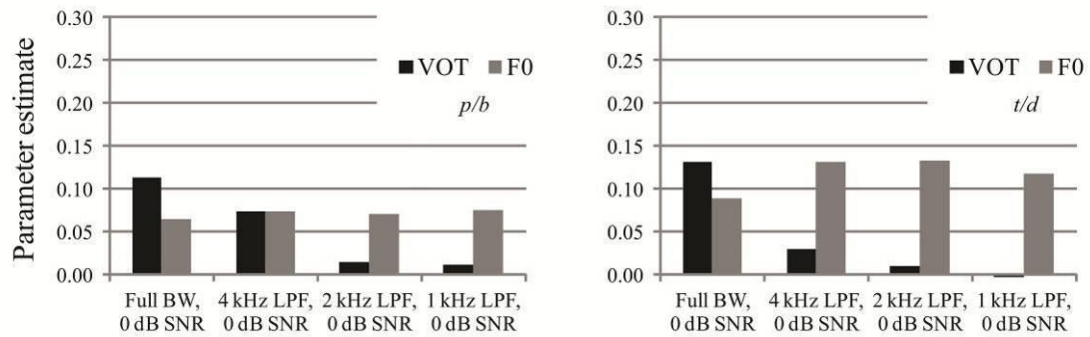 Parameter estimate
0.30
0.25
0.20
0.15
0.10
0.05
0.00
VOT F0
p/b
Full BW, 4 kHz LPF, 2 kHz LPF, 1 kHz LPF,
0 dB SNR 0 dB SNR 0 dB SNR 0 dB SNR
0.30
0.25
0.20
0.15
0.10
0.05
0.00
VOT F0
t/d
Full BW, 4 kHz LPF, 2 kHz LPF, 1 kHz LPF,
0 dB SNR 0 dB SNR 0 dB SNR 0 dB SNR